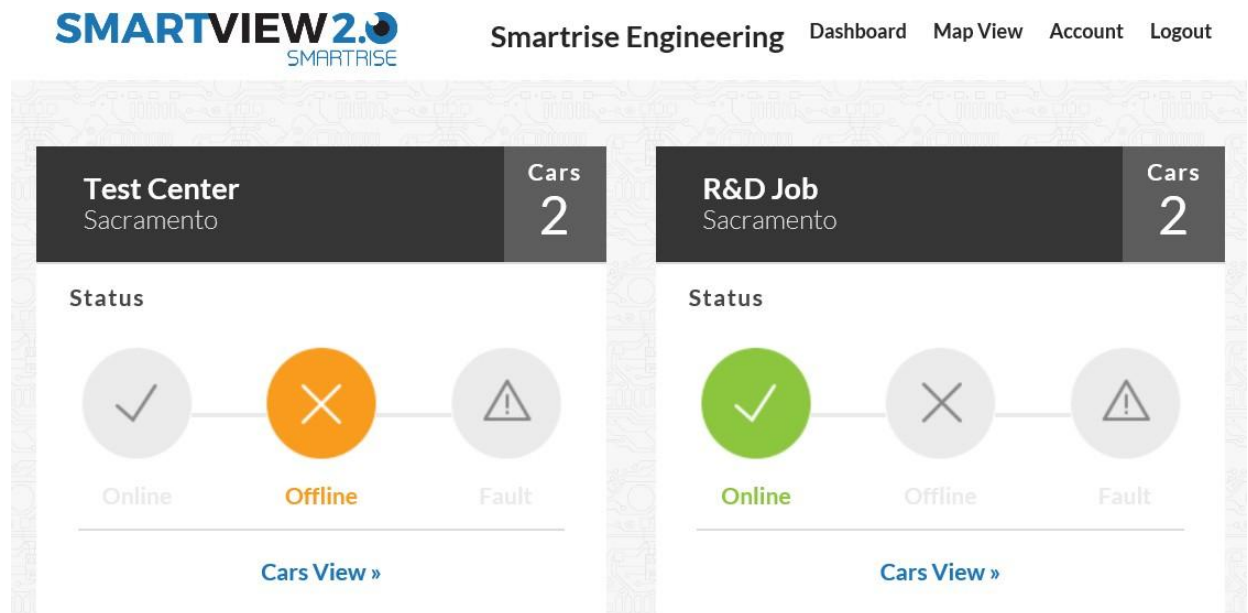 SMARTVIEW2.0
SMARTRISE
Smartrise Engineering
Dashboard Map View Account Logout
Test Center
Sacramento
Cars
2
Status
Online Offline Fault
Cars View »
R&D Job
Sacramento
Cars
2
Status
Online Offline Fault
Cars View »